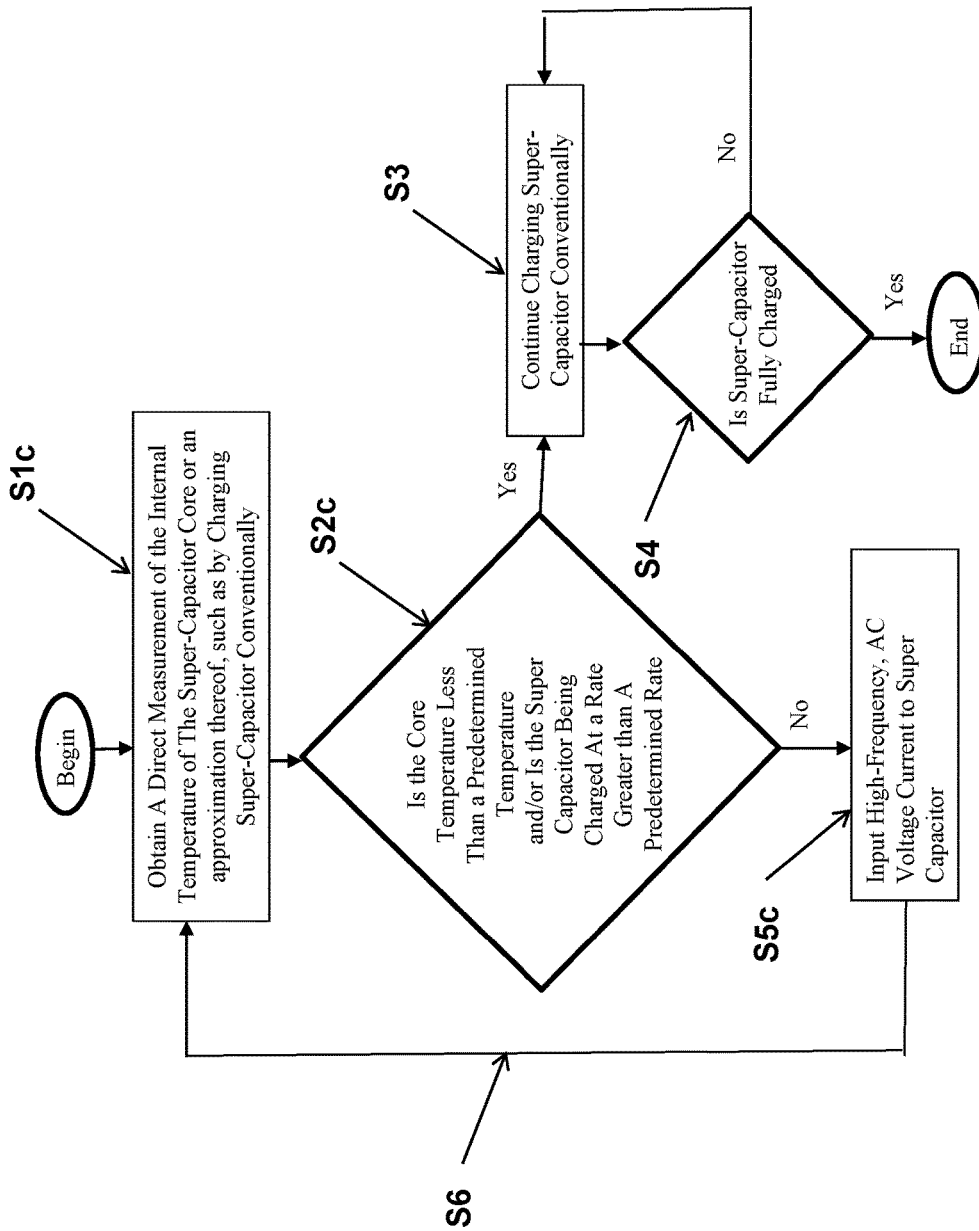 Begin
S1c
Obtain A Direct Measurement of the Internal
Temperature of The Super-Capacitor Core or an
approximation thereof, such as by Charging
Super-Capacitor Conventionally
S2c
Is the Core
Temperature Less
Than a Predetermined
Temperature
and/or Is the Super
Capacitor Being
Charged At a Rate
Greater than A
Predetermined Rate
Yes
S3
Continue Charging Super-
Capacitor Conventionally
No
S4
Is Super-Capacitor
Fully Charged
Yes
End
No
S5c
Input High-Frequency, AC
Voltage Current to Super
Capacitor
S6